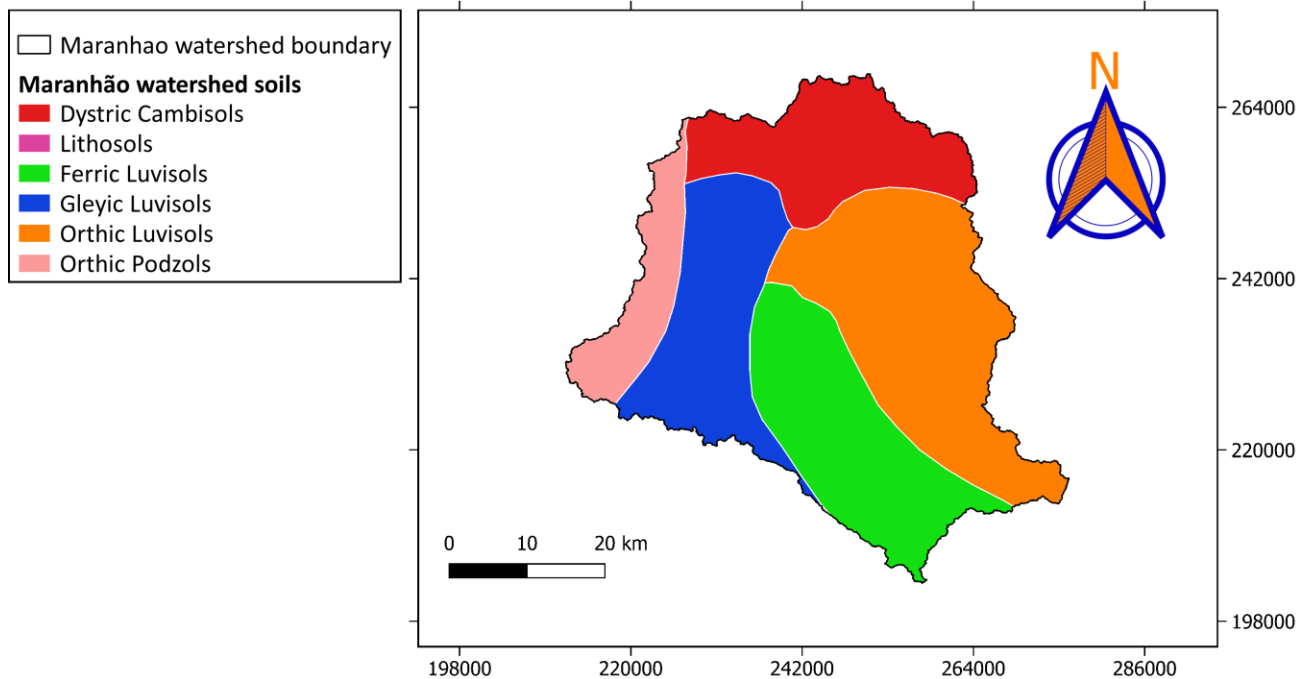 Maranhao watershed boundary
Maranhão watershed soils
Dystric Cambisols
Lithosols
Ferric Luvisols
Gleyic Luvisols
Orthic Luvisols
Orthic Podzols
N
264000
242000
220000
198000
0 10 20 km
198000 220000 242000 264000 286000